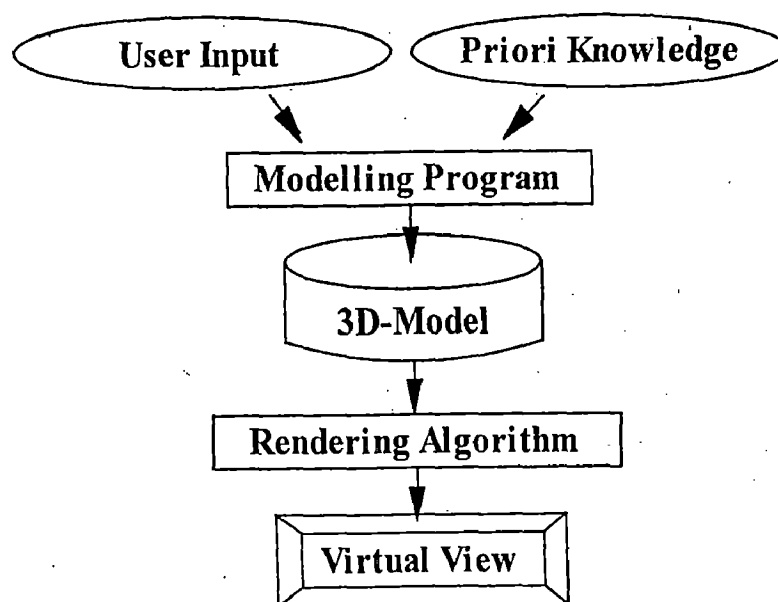 User Input
Priori Knowledge
Modelling Program
3D-Model
Rendering Algorithm
Virtual View